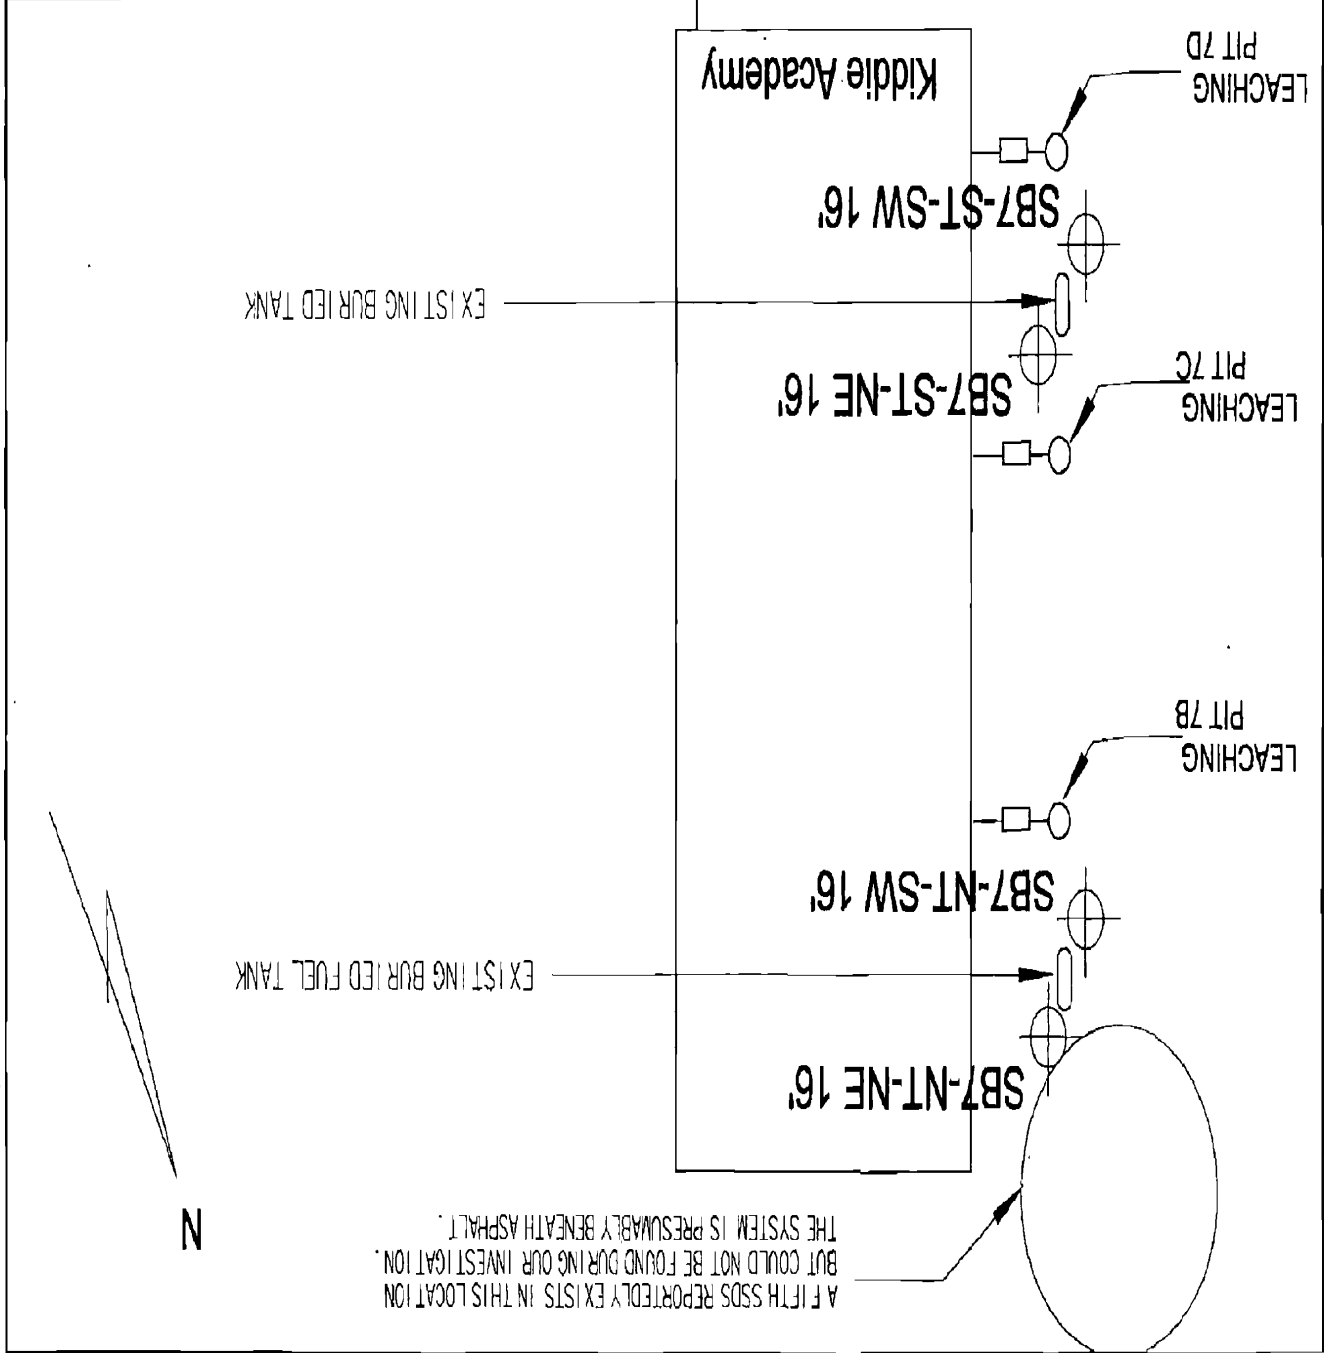 A FIFTH SSDS REPORTEDLY EXISTS IN THIS LOCATION
BUT COULD NOT BE FOUND DURING OUR INVESTIGATION.
THE SYSTEM IS PRESUMABLY BENEATH ASPHALT.
N
SB7-NT-NE 16'
EXISTING BURIED FUEL TANK
SB7-NT-SW 16'
LEACHING
PIT 7B
LEACHING
PIT 7C
SB7-ST-NE 16'
EXISTING BURIED TANK
SB7-ST-SW 16'
LEACHING
PIT 7D
Kiddie Academy